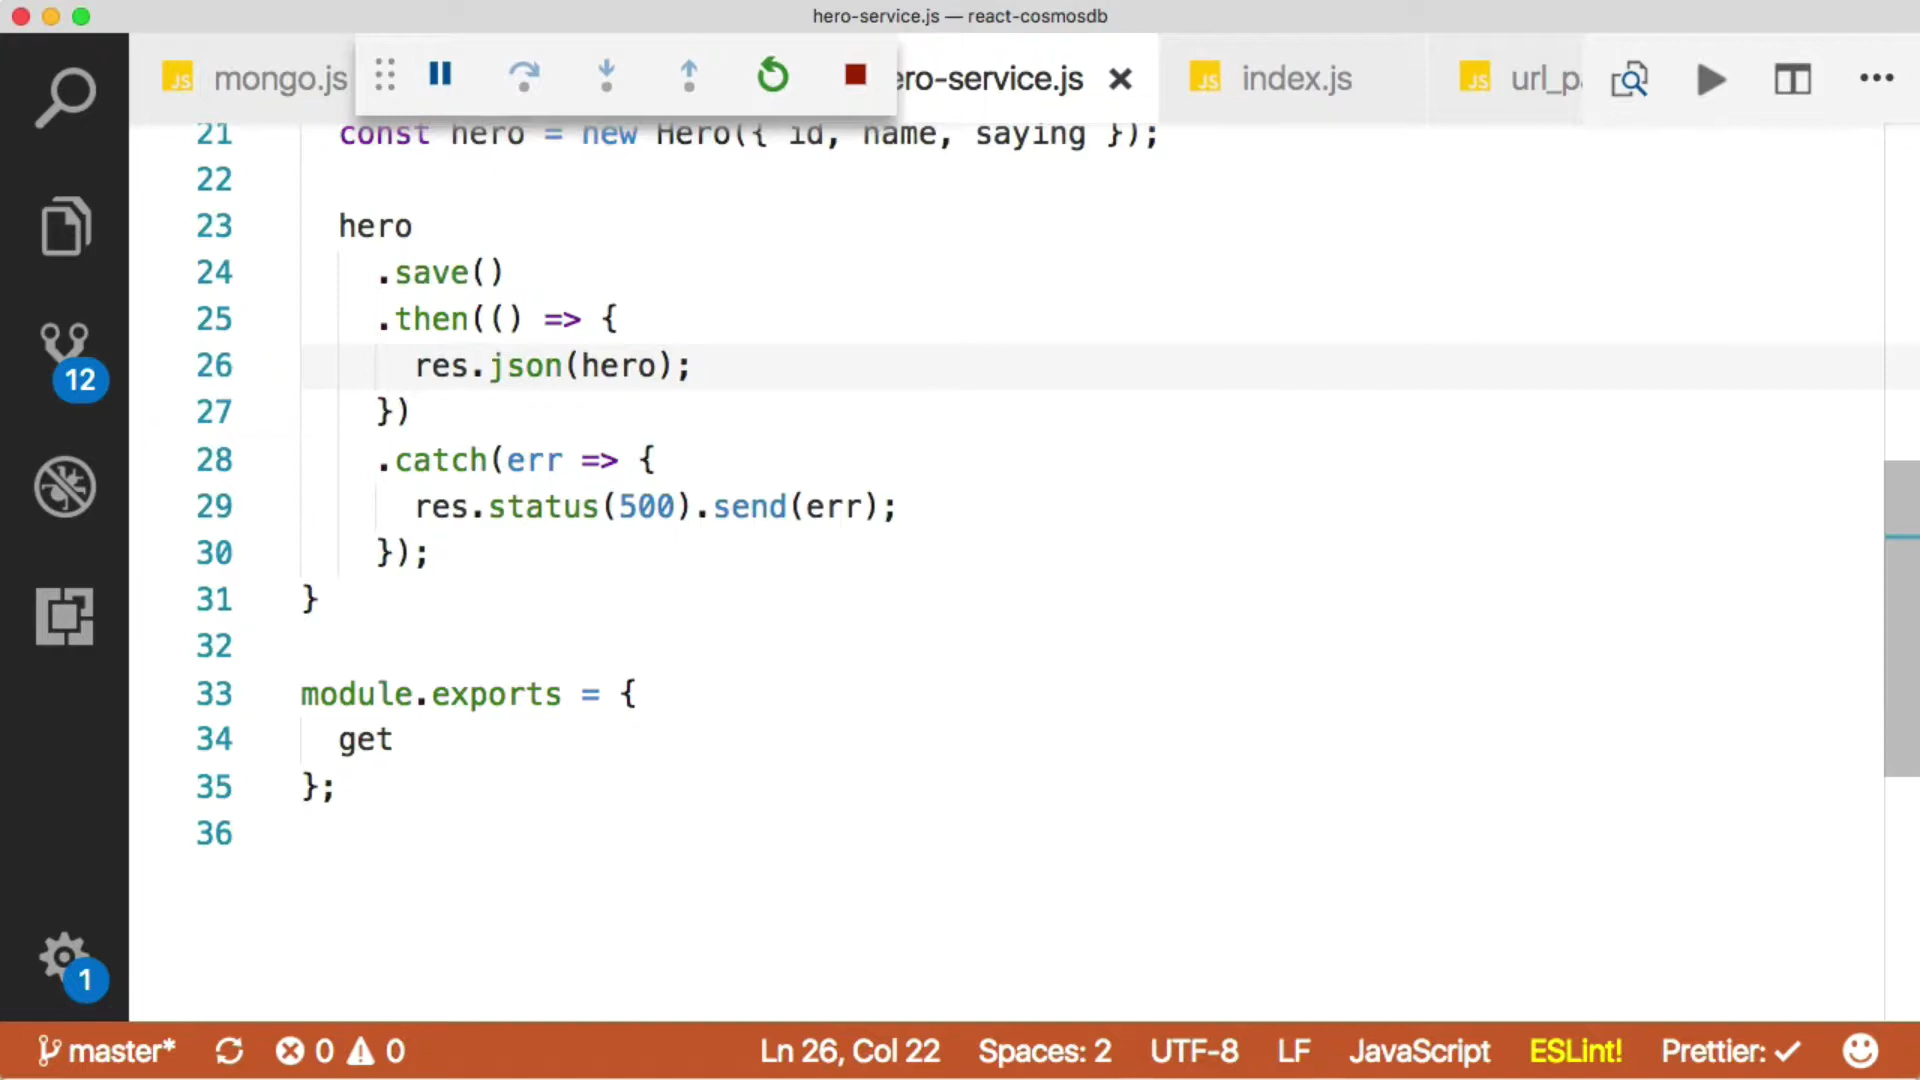 hero-service.js — react-cosmosdb
mongo.js
ero-service.js
index.js
url_p
21 const hero = new Hero({ id, name, saying });
22
23 hero
24 .save()
25 .then(() => {
26 res.json(hero);
27 })
28 .catch(err => {
29 res.status(500).send(err);
30 });
31 }
32
33 module.exports = {
34 get
35 };
36
12
1
master* 0 0 Ln 26, Col 22 Spaces: 2 UTF-8 LF JavaScript ESLint! Prettier: ✓